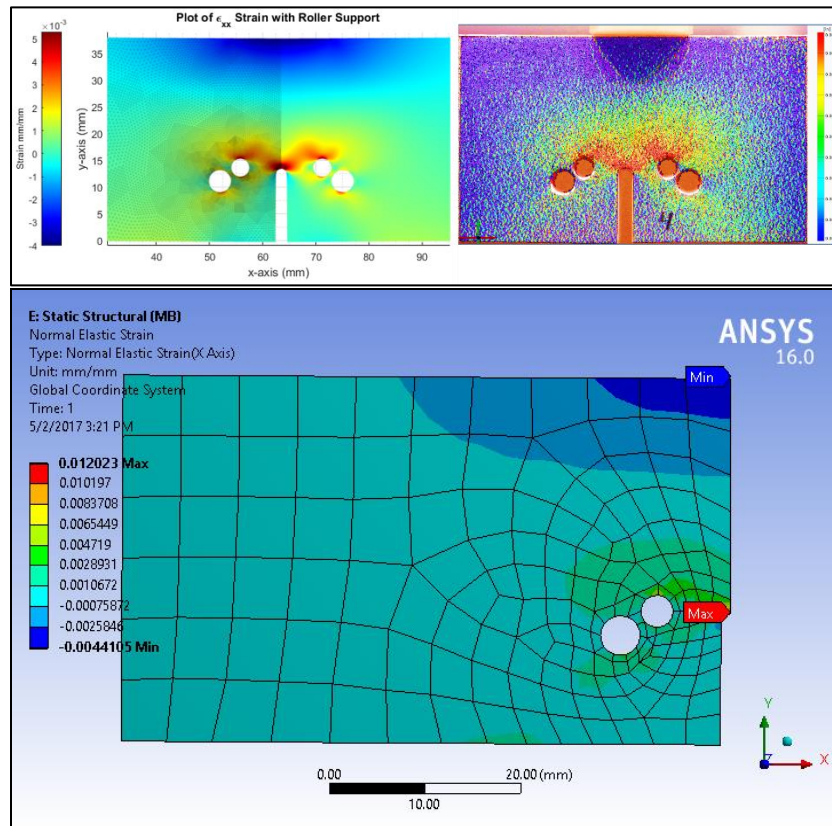 Plot of ϵxx Strain with Roller Support
×10⁻³
5
4
3
2
1
0
-1
-2
-3
-4
Strain mm/mm
35
30
25
20
15
10
5
0
y-axis (mm)
40
50
60
70
80
90
x-axis (mm)
4
E: Static Structural (MB)
Normal Elastic Strain
Type: Normal Elastic Strain(X Axis)
Unit: mm/mm
Global Coordinate System
Time: 1
5/2/2017 3:21 PM
ANSYS
16.0
0.012023 Max
0.010197
0.0083708
0.0065449
0.004719
0.0028931
0.0010672
-0.00075872
-0.0025846
-0.0044105 Min
Min
Max
0.00
20.00 (mm)
10.00
Y
Z
X